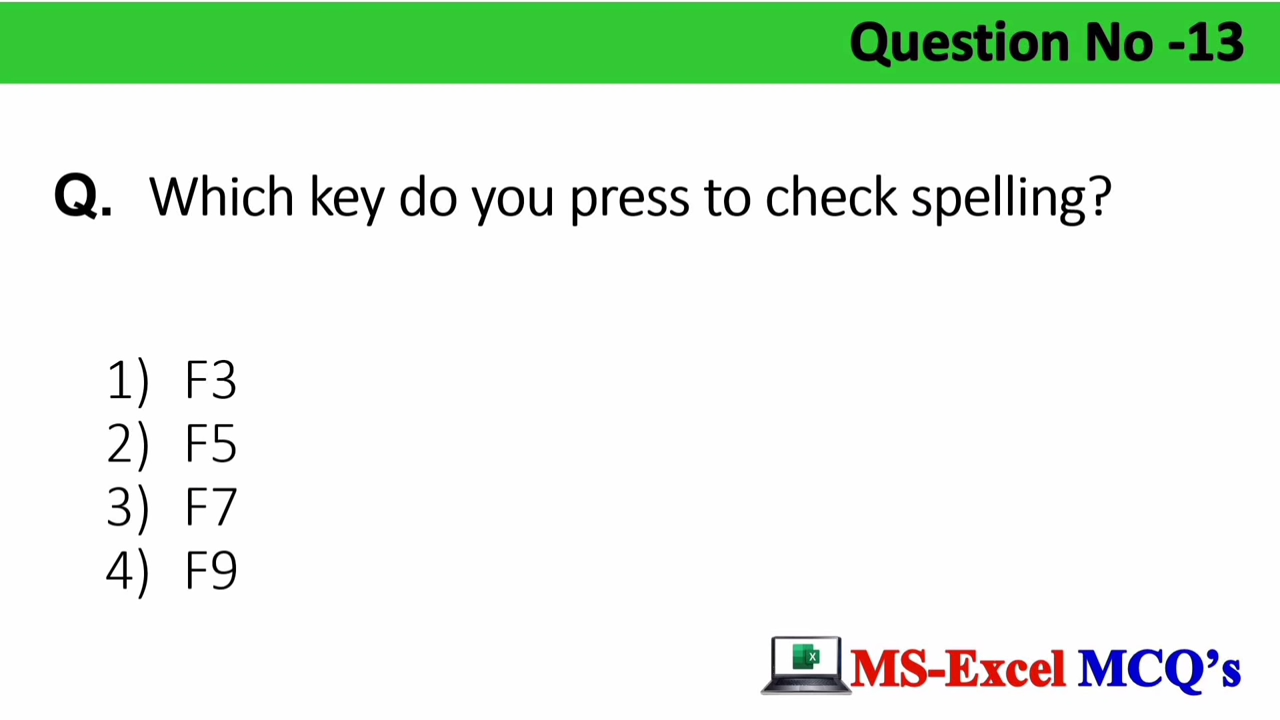 Question No -13
Q. Which key do you press to check spelling?
1) F3
2) F5
3) F7
4) F9
MS-Excel MCQ's